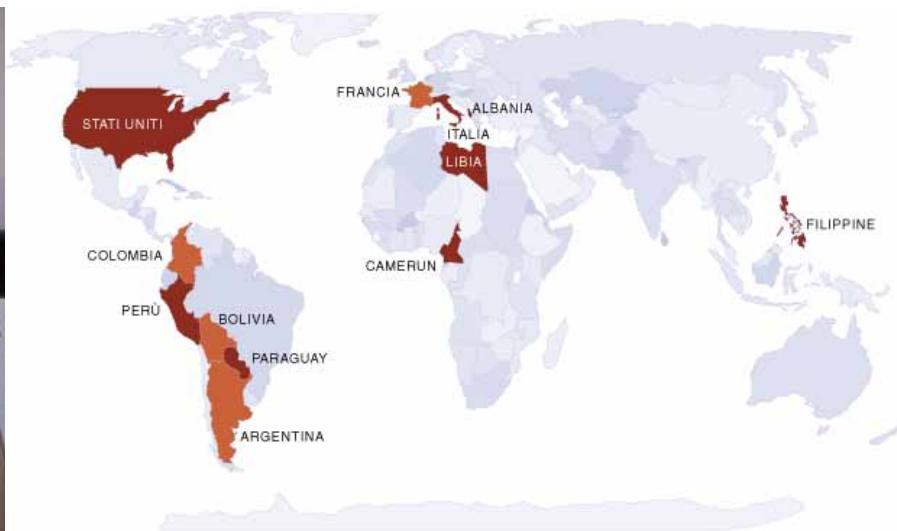 FRANCIA
ALBANIA
STATI UNITI
ITALIA
LIBIA
FILIPPINE
COLOMBIA
CAMERUN
PERÙ
BOLIVIA
PARAGUAY
ARGENTINA